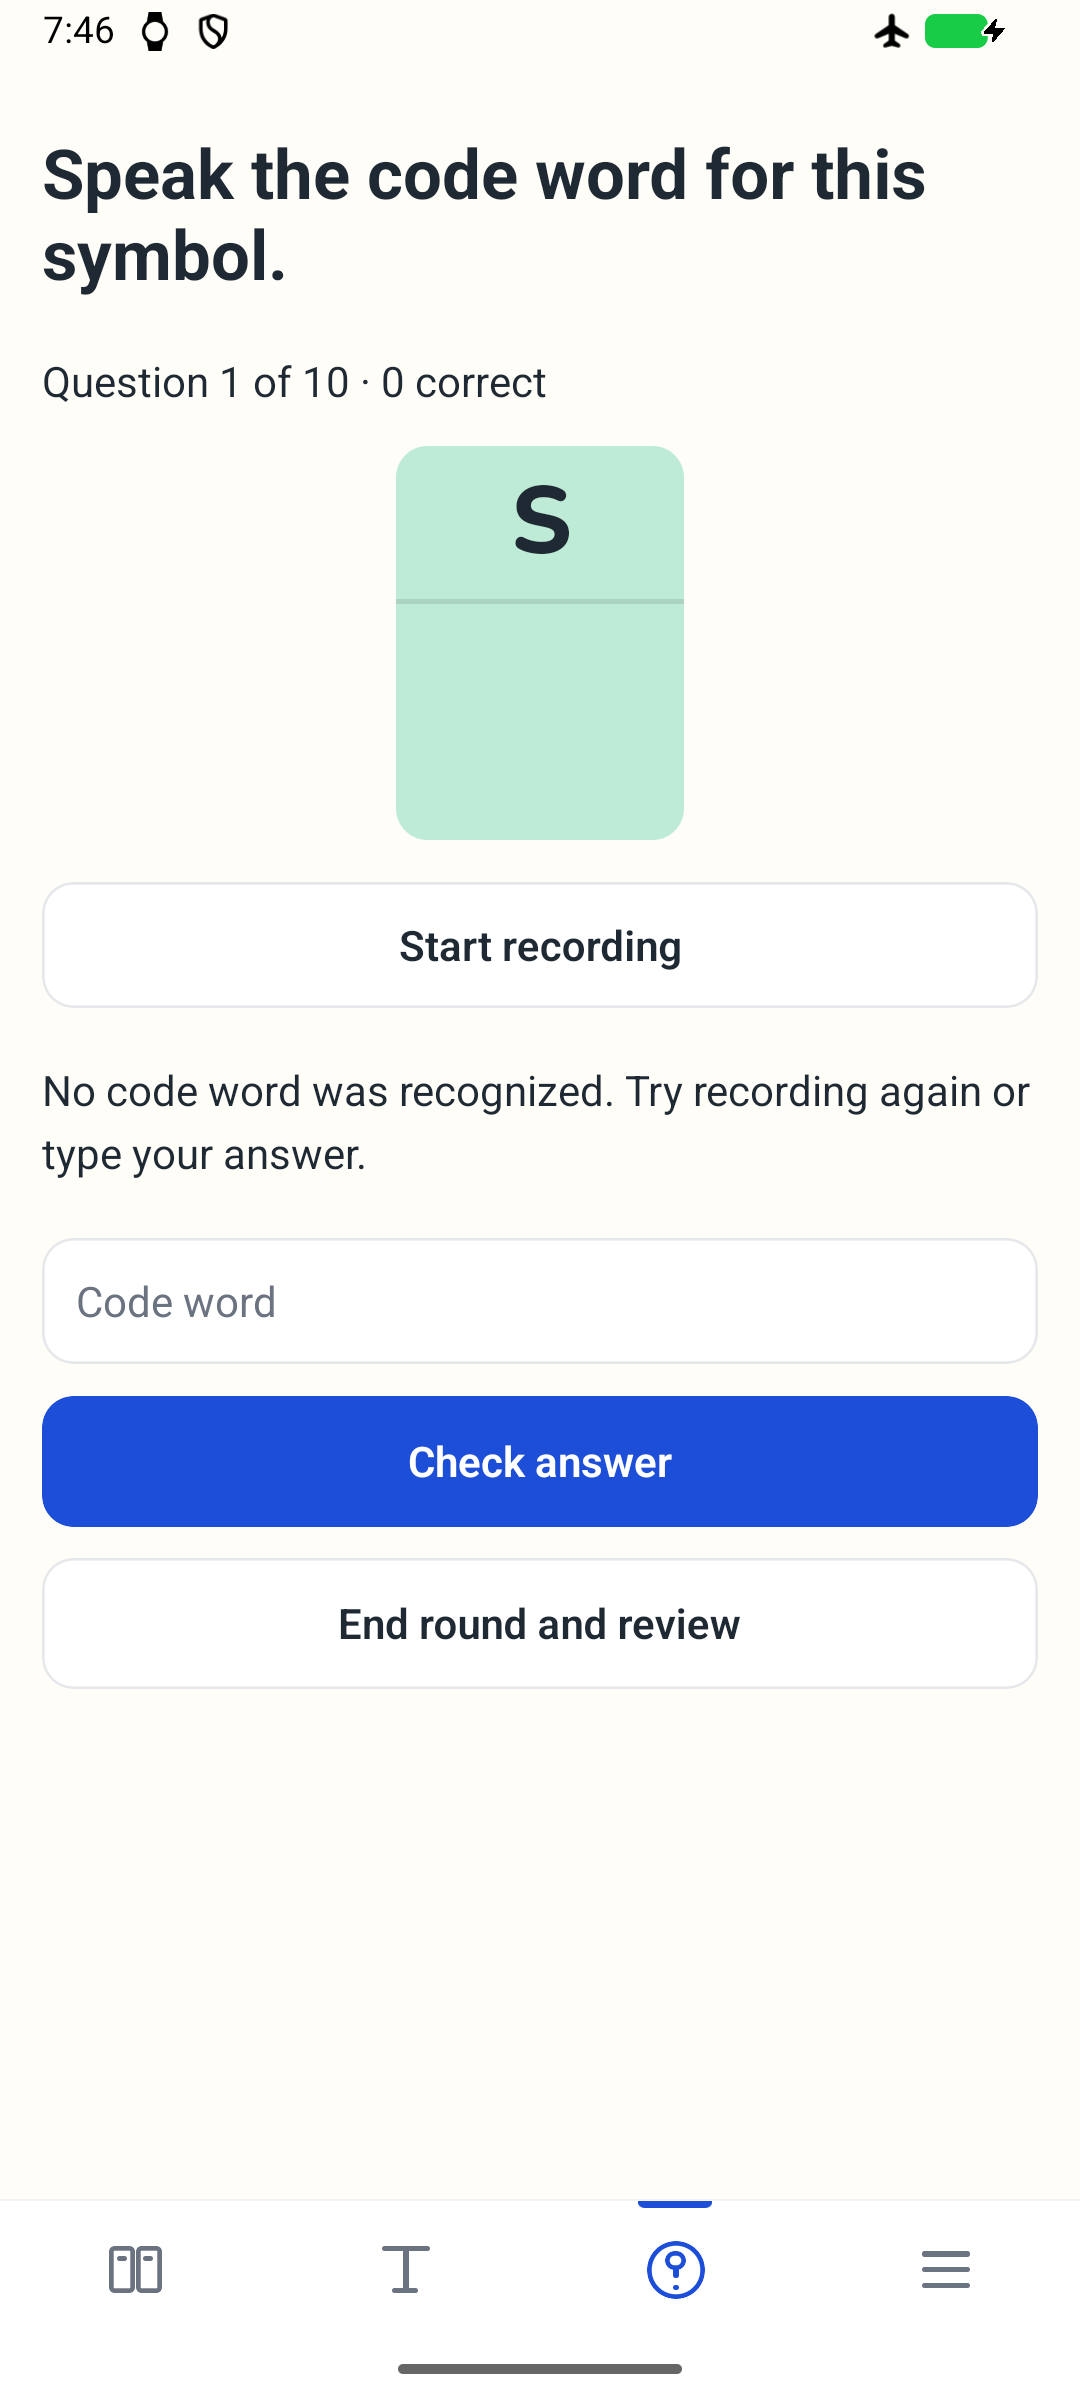 7:46
Speak the code word for this
symbol.
Question 1 of 10 · 0 correct
S
Start recording
No code word was recognized. Try recording again or
type your answer.
Code word
Check answer
End round and review